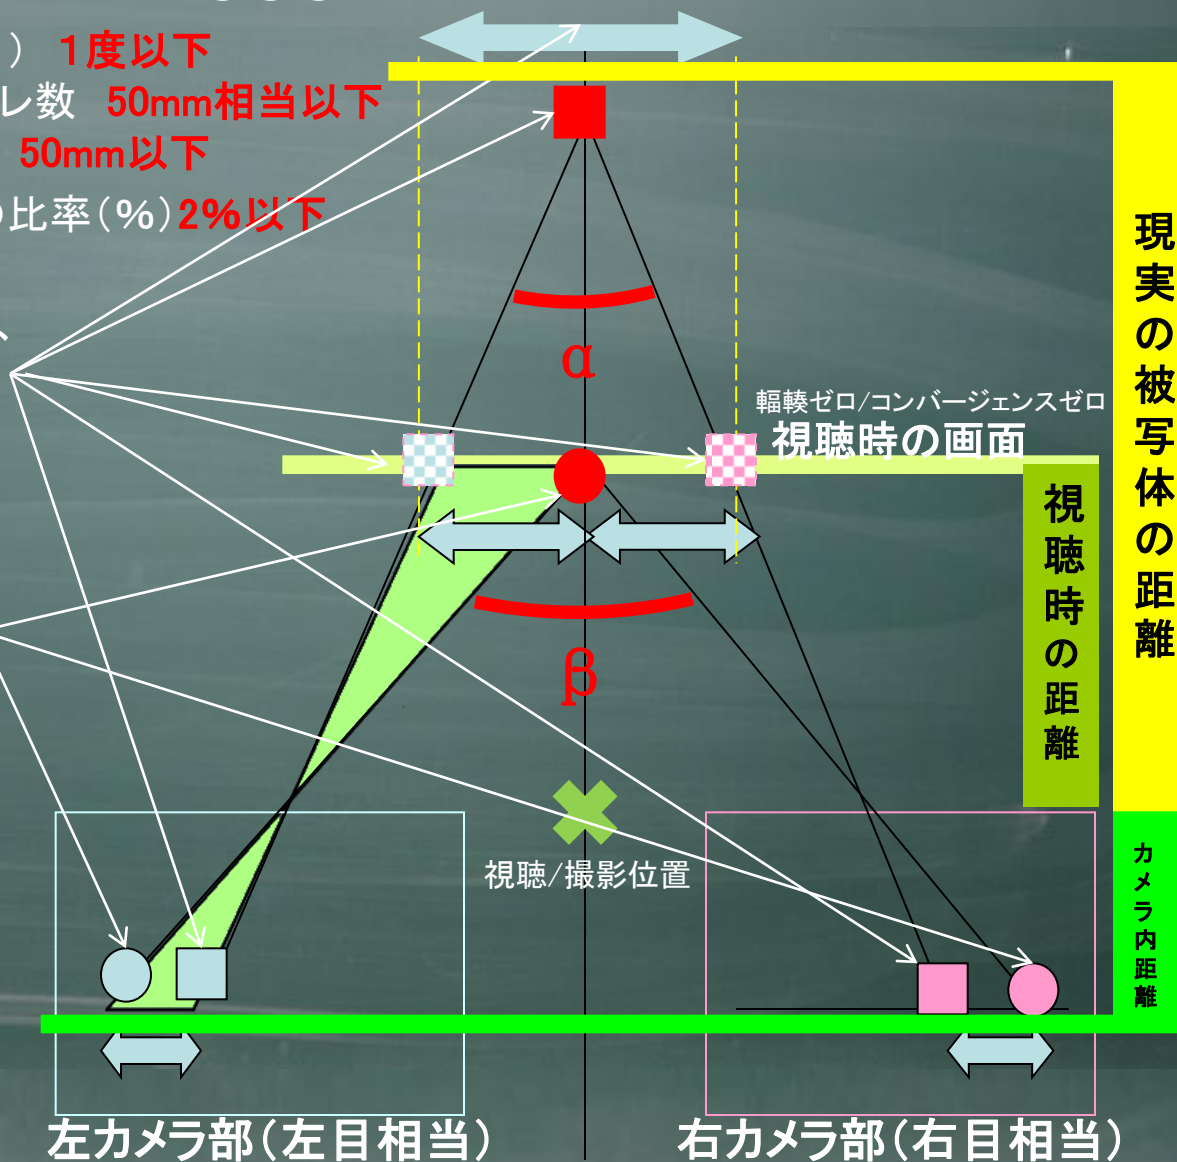 ) 1度以下
レ数 50mm相当以下
50mm以下
の比率(%)2%以下
現実の被写体の距離
α
輻輳ゼロ/コンバージェンスゼロ
視聴時の画面
視聴時の距離
β
視聴/撮影位置
カメラ内距離
左カメラ部(左目相当)
右カメラ部(右目相当)